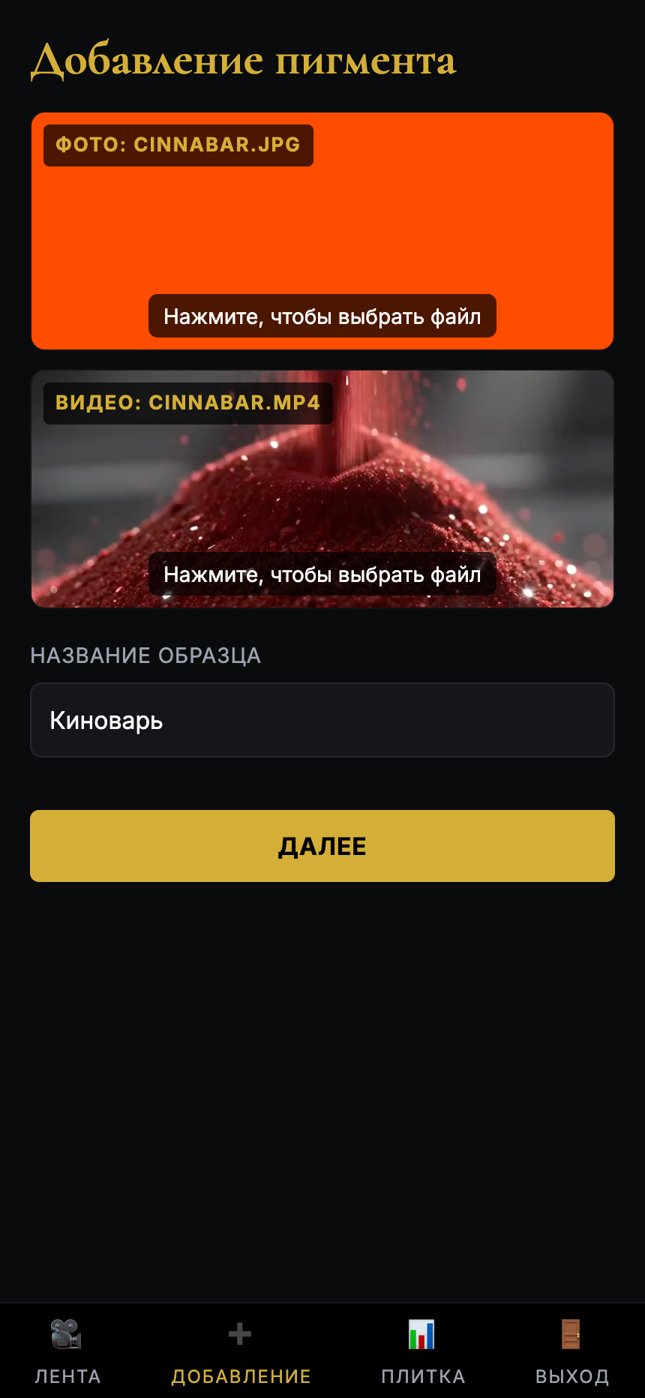 Добавление пигмента
ФОТО: CINNABAR.JPG
Нажмите, чтобы выбрать файл
ВИДЕО: CINNABAR.MP4
Нажмите, чтобы выбрать файл
НАЗВАНИЕ ОБРАЗЦА
Киноварь
ДАЛЕЕ
ЛЕНТА
ДОБАВЛЕНИЕ
ПЛИТКА
ВЫХОД